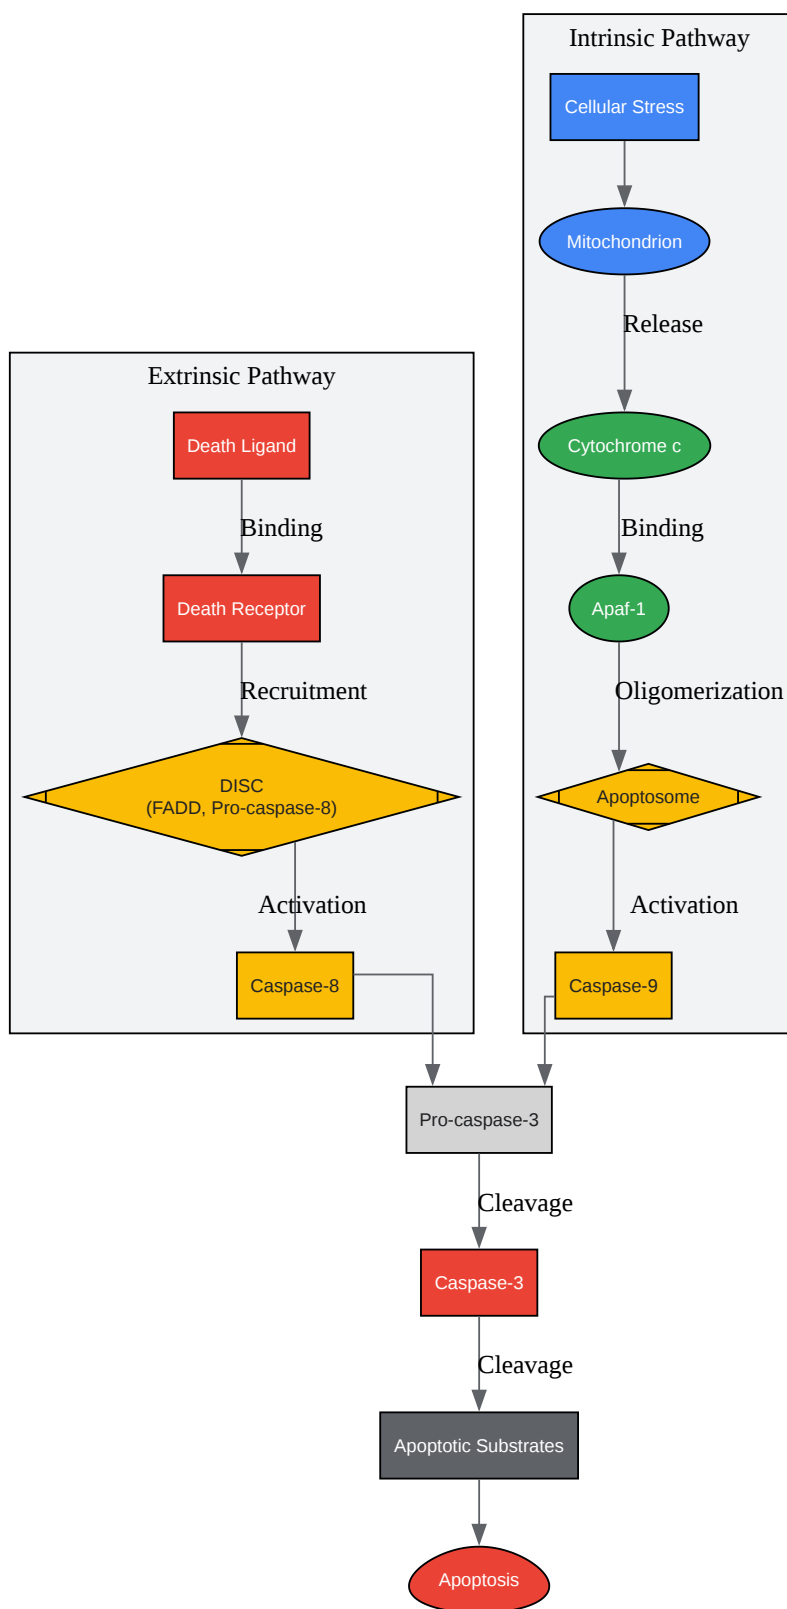 Intrinsic Pathway
Cellular Stress
Mitochondrion
Release
Cytochrome c
Binding
Apaf-1
Oligomerization
Apoptosome
Activation
Caspase-9
Extrinsic Pathway
Death Ligand
Binding
Death Receptor
Recruitment
DISC
(FADD, Pro-caspase-8)
Activation
Caspase-8
Pro-caspase-3
Cleavage
Caspase-3
Cleavage
Apoptotic Substrates
Apoptosis